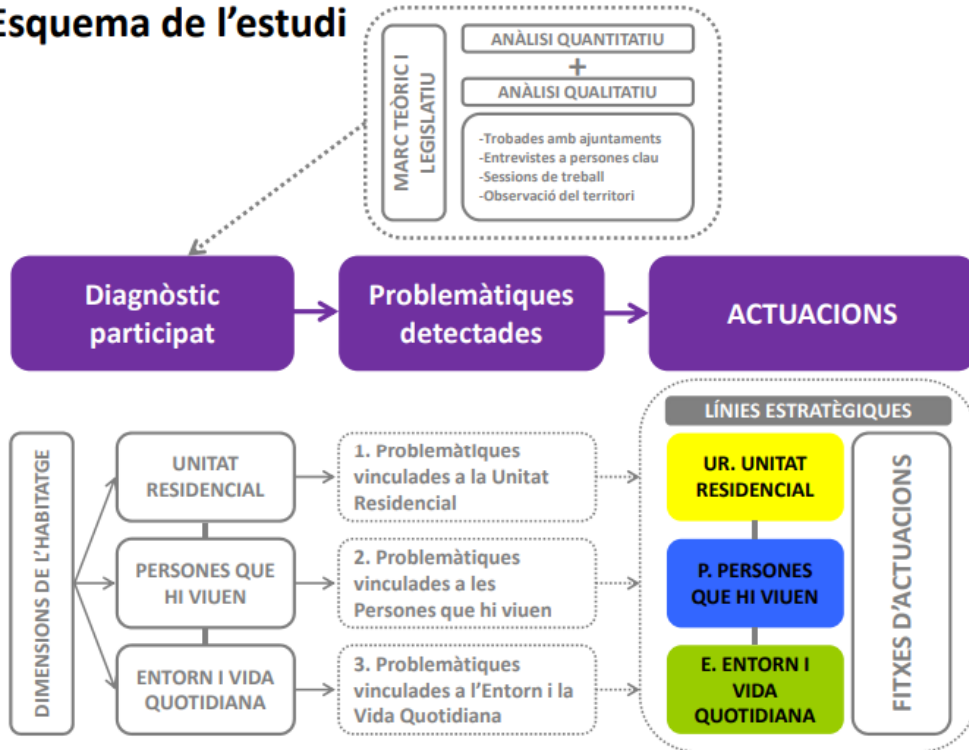 Esquema de l'estudi
MARC TEÒRIC I
LEGISLATIU
ANÀLISI QUANTITATIU
+
ANÀLISI QUALITATIU
-Trobades amb ajuntaments
-Entrevistes a persones clau
-Sessions de treball
-Observació del territori
Diagnòstic
participat
Problemàtiques
detectades
ACTUACIONS
DIMENSIONS DE L'HABITATGE
UNITAT
RESIDENCIAL
PERSONES QUE
HI VIUEN
ENTORN I VIDA
QUOTIDIANA
1. ProblemàtIques
vinculades a la Unitat
Residencial
2. Problemàtiques
vinculades a les
Persones que hi viuen
3. Problemàtiques
vinculades a l'Entorn i la
Vida Quotidiana
LÍNIES ESTRATÈGIQUES
UR. UNITAT
RESIDENCIAL
P. PERSONES
QUE HI VIUEN
E. ENTORN I
VIDA
QUOTIDIANA
FITXES D'ACTUACIONS